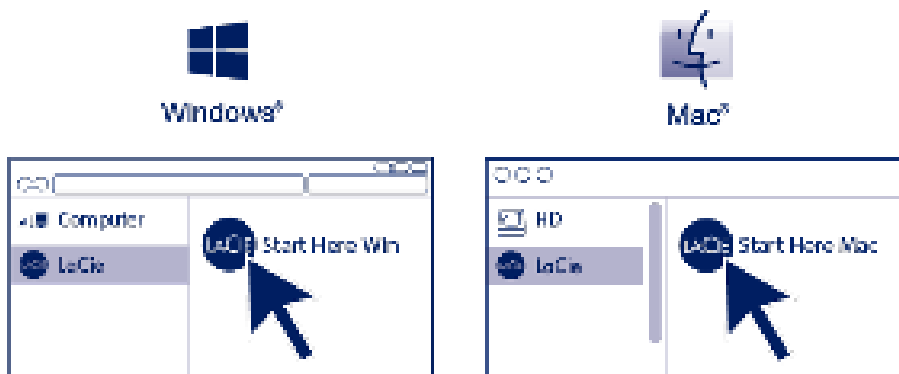 Windows®
Mac®
Computer
LaCie
LaCie Start Here Win
HD
LaCie
LaCie Start Here Mac